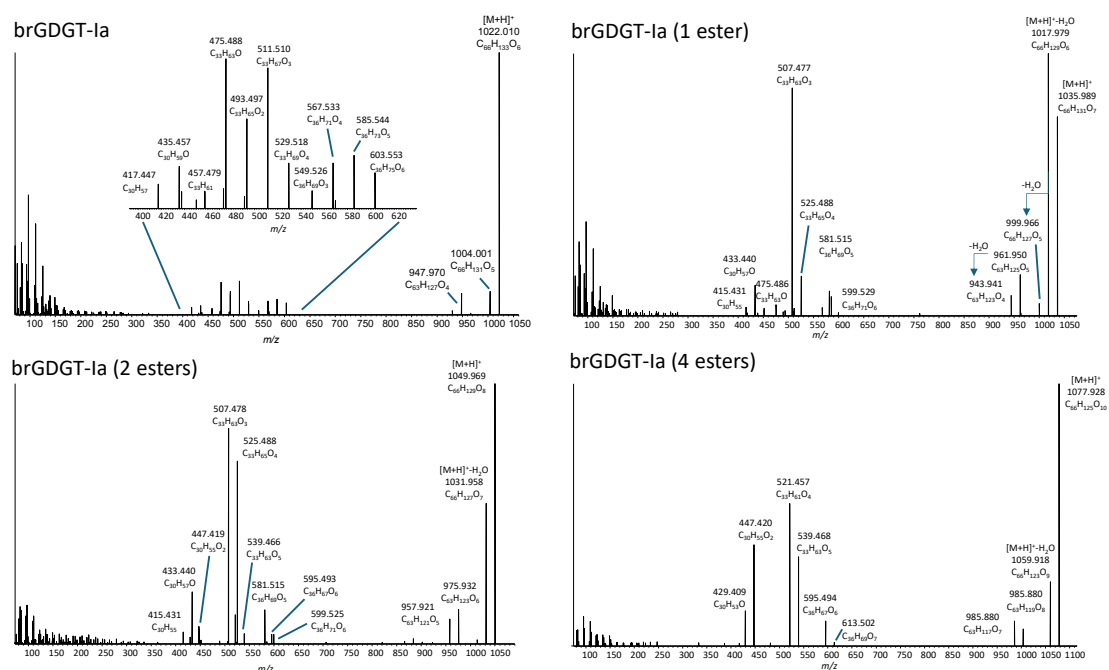 brGDGT-Ia
[M+H]⁺
1022.010
C₆₆H₁₃₃O₆
475.488
C₃₃H₆₃O
511.510
C₃₃H₆₇O₃
493.497
C₃₃H₆₅O₂
567.533
C₃₆H₇₁O₄
585.544
C₃₆H₇₃O₅
435.457
C₃₀H₅₉O
529.518
C₃₃H₆₉O₄
603.553
C₃₆H₇₅O₆
417.447
C₃₀H₅₇
457.479
C₃₃H₆₁
549.526
C₃₆H₆₉O₃
400 420 440 460 480 500 520 540 560 580 600 620
m/z
1004.001
C₆₆H₁₃₁O₅
947.970
C₆₃H₁₂₇O₄
100 150 200 250 300 350 400 450 500 550 600 650 700 750 800 850 900 950 1000 1050
m/z
brGDGT-Ia (1 ester)
[M+H]⁺-H₂O
1017.979
C₆₆H₁₂₉O₆
[M+H]⁺
1035.989
C₆₆H₁₃₁O₇
507.477
C₃₃H₆₃O₃
-H₂O
525.488
C₃₃H₆₅O₄
999.966
C₆₆H₁₂₇O₅
581.515
C₃₆H₆₉O₅
-H₂O
433.440
C₃₀H₅₇O
961.950
C₆₃H₁₂₅O₅
415.431
C₃₀H₅₅
475.486
C₃₃H₆₃O
599.529
C₃₆H₇₁O₆
943.941
C₆₃H₁₂₃O₄
100 150 200 250 300 350 400 450 500 550 600 650 700 750 800 850 900 950 1000 1050
m/z
brGDGT-Ia (2 esters)
[M+H]⁺
1049.969
C₆₆H₁₂₉O₈
507.478
C₃₃H₆₃O₃
525.488
C₃₃H₆₅O₄
[M+H]⁺-H₂O
1031.958
C₆₆H₁₂₇O₇
447.419
C₃₀H₅₅O₂
539.466
C₃₃H₆₃O₅
433.440
C₃₀H₅₇O
581.515
C₃₆H₆₉O₅
595.493
C₃₆H₆₇O₆
975.932
C₆₃H₁₂₃O₆
415.431
C₃₀H₅₅
599.525
C₃₆H₇₁O₆
957.921
C₆₃H₁₂₁O₅
100 150 200 250 300 350 400 450 500 550 600 650 700 750 800 850 900 950 1000 1050
m/z
brGDGT-Ia (4 esters)
[M+H]⁺
1077.928
C₆₆H₁₂₅O₁₀
521.457
C₃₃H₆₁O₄
447.420
C₃₀H₅₅O₂
539.468
C₃₃H₆₃O₅
[M+H]⁺-H₂O
1059.918
C₆₆H₁₂₃O₉
429.409
C₃₀H₅₃O
595.494
C₃₆H₆₇O₆
613.502
C₃₆H₆₉O₇
985.880
C₆₃H₁₁₉O₈
985.880
C₆₃H₁₁₇O₇
100 150 200 250 300 350 400 450 500 550 600 650 700 750 800 850 900 950 1000 1050 1100
m/z